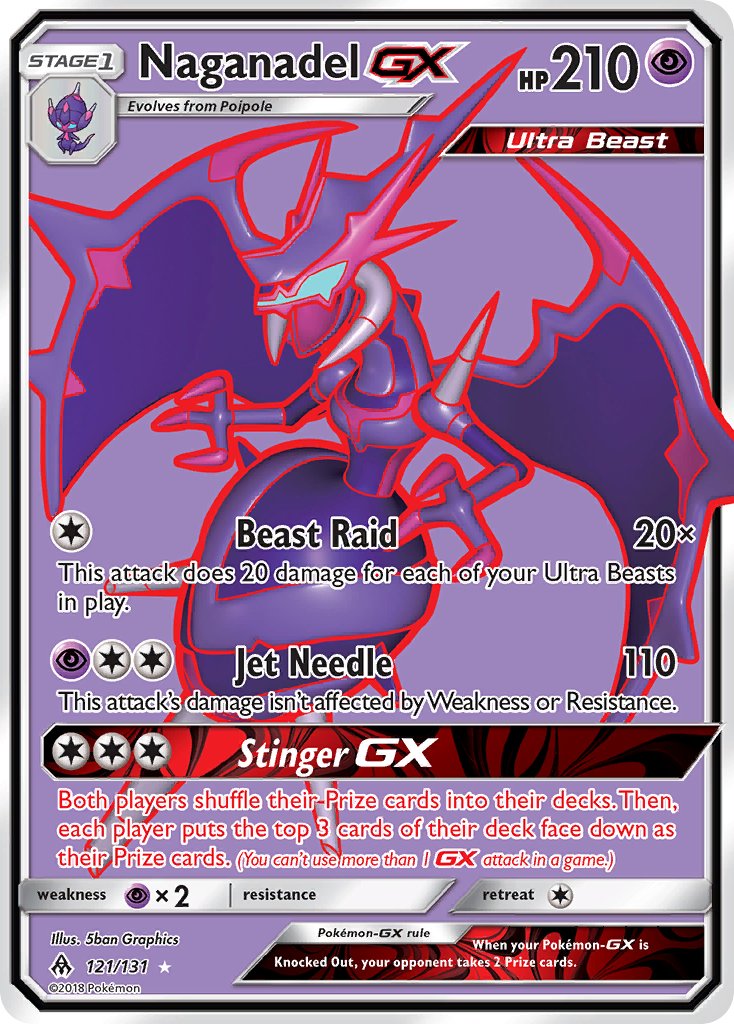 STAGE1 Naganadel GX HP210
Evolves from Poipole
Ultra Beast
Beast Raid 20×
This attack does 20 damage for each of your Ultra Beasts
in play.
Jet Needle 110
This attack's damage isn't affected by Weakness or Resistance.
Stinger GX
Both players shuffle their Prize cards into their decks. Then,
each player puts the top 3 cards of their deck face down as
their Prize cards. (You can't use more than 1 GX attack in a game.)
weakness ×2 resistance retreat
Illus. 5ban Graphics
121/131
©2018 Pokémon
Pokémon-GX rule
When your Pokémon-GX is
Knocked Out, your opponent takes 2 Prize cards.